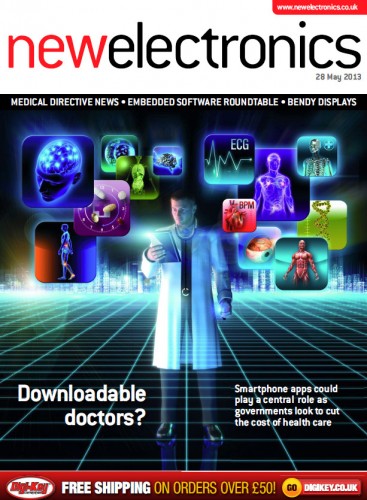 www.newelectronics.co.uk
newelectronics
28 May 2013
MEDICAL DIRECTIVE NEWS • EMBEDDED SOFTWARE ROUNDTABLE • BENDY DISPLAYS
ECG
BPM
Downloadable
doctors?
Smartphone apps could
play a central role as
governments look to cut
the cost of health care
Digi-Key
FREE SHIPPING ON ORDERS OVER £50!
GO
DIGIKEY.CO.UK